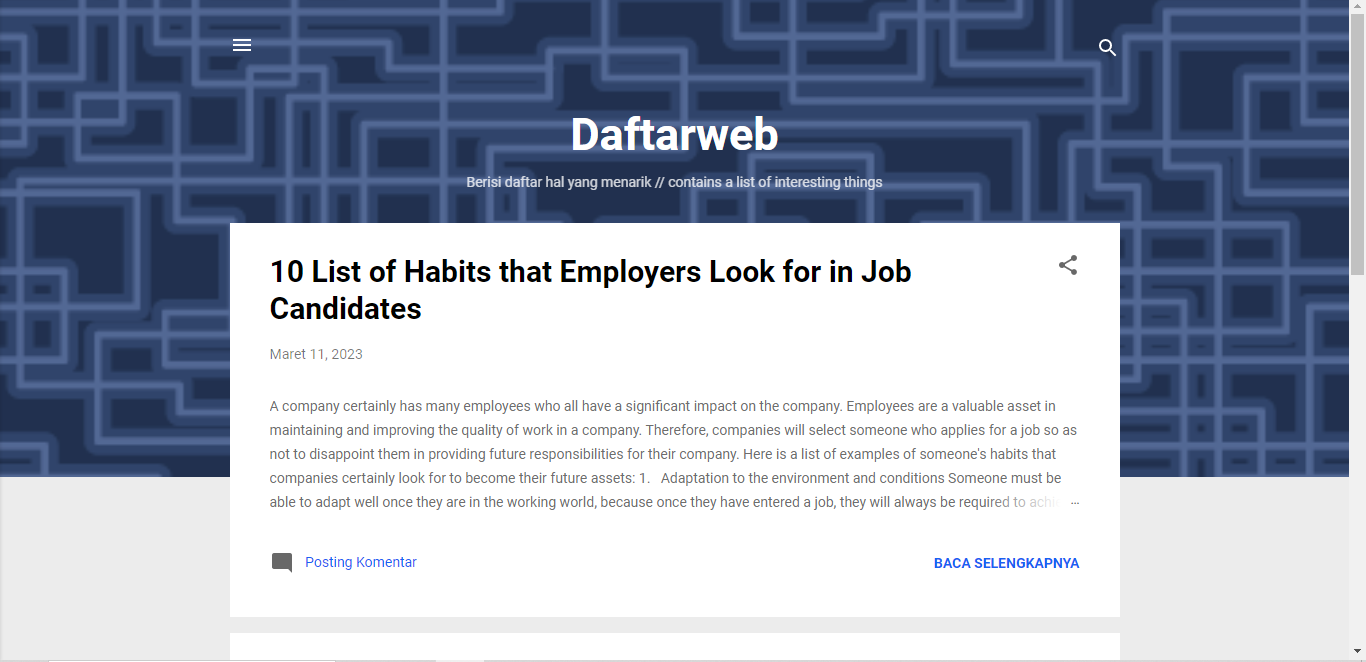 Daftarweb
Berisi daftar hal yang menarik // contains a list of interesting things
10 List of Habits that Employers Look for in Job
Candidates
Maret 11, 2023
A company certainly has many employees who all have a significant impact on the company. Employees are a valuable asset in
maintaining and improving the quality of work in a company. Therefore, companies will select someone who applies for a job so as
not to disappoint them in providing future responsibilities for their company. Here is a list of examples of someone's habits that
companies certainly look for to become their future assets: 1.   Adaptation to the environment and conditions Someone must be
able to adapt well once they are in the working world, because once they have entered a job, they will always be required to ...
Posting Komentar
BACA SELENGKAPNYA